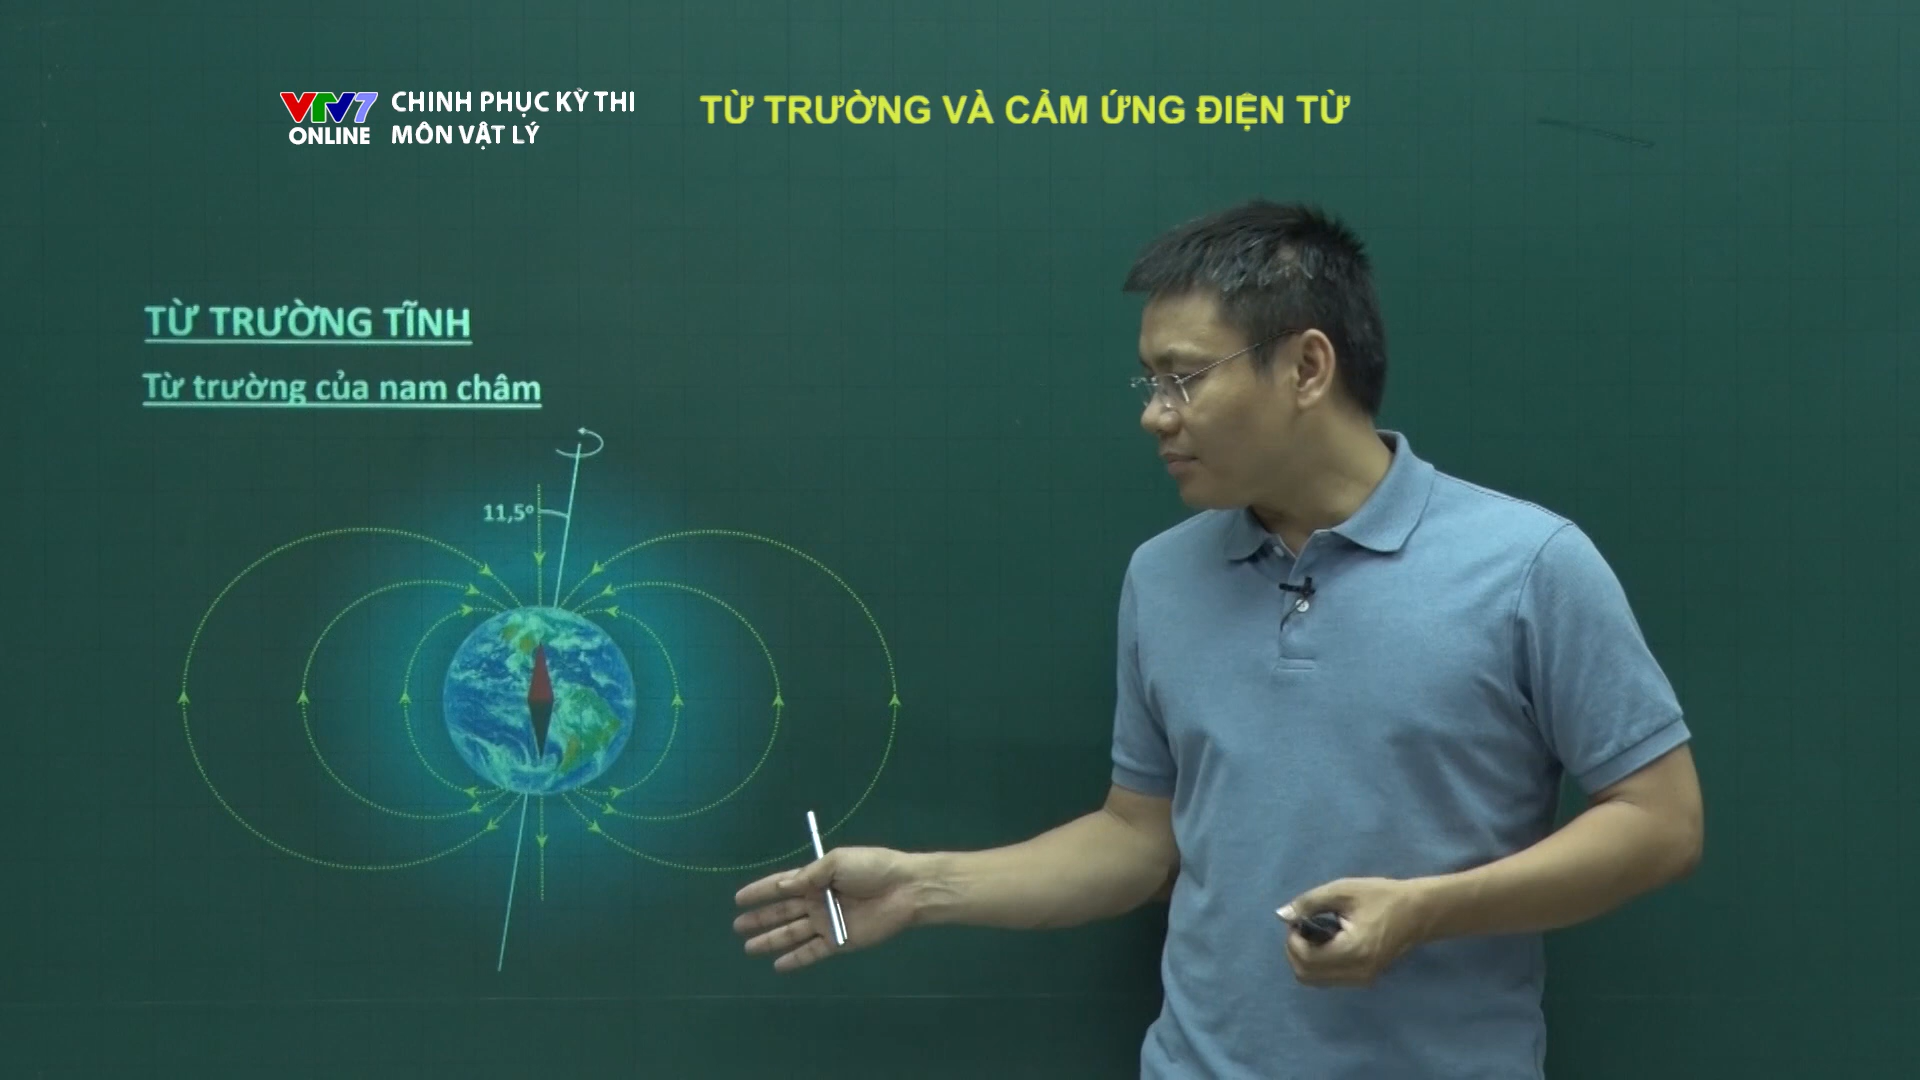 VTV7
ONLINE
CHINH PHỤC KỲ THI
MÔN VẬT LÝ
TỪ TRƯỜNG VÀ CẢM ỨNG ĐIỆN TỪ
TỪ TRƯỜNG TĨNH
Từ trường của nam châm
11,5º